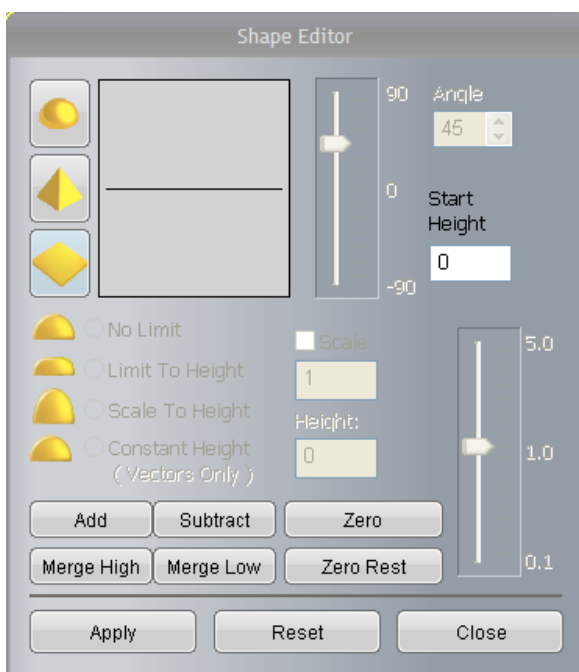 Shape Editor
90
Angle
45
0
Start
Height
0
-90
No Limit
Scale
5.0
Limit To Height
1
Scale To Height
Height:
Constant Height
0
1.0
( Vectors Only )
Add
Subtract
Zero
Merge High
Merge Low
Zero Rest
0.1
Apply
Reset
Close